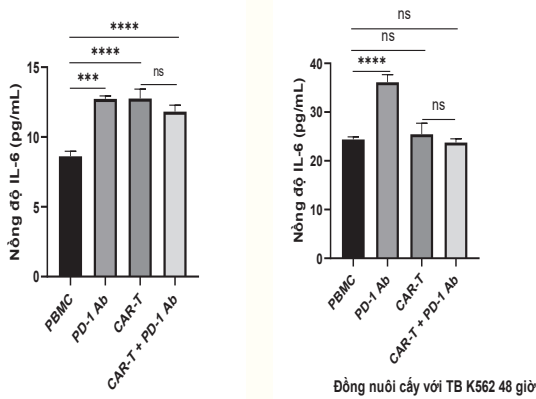 ****
****
***
ns
15
10
5
0
Nồng độ IL-6 (pg/mL)
PBMC
PD-1 Ab
CAR-T
CAR-T + PD-1 Ab
ns
ns
****
ns
40
30
20
10
0
Nồng độ IL-6 (pg/mL)
PBMC
PD-1 Ab
CAR-T
CAR-T + PD-1 Ab
Đồng nuôi cấy với TB K562 48 giờ